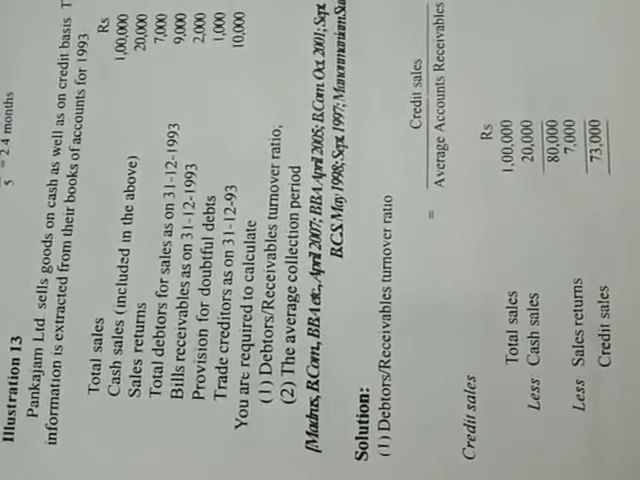 5 = 2.4 months
Illustration 13
Pankajam Ltd. sells goods on cash as well as on credit basis. T
information is extracted from their books of accounts for 1993
Rs
Total sales 1,00,000
Cash sales (included in the above) 20,000
Sales returns 7,000
Total debtors for sales as on 31-12-1993 9,000
Bills receivables as on 31-12-1993 2,000
Provision for doubtful debts 1,000
Trade creditors as on 31-12-93 10,000
You are required to calculate
(1) Debtors/Receivables turnover ratio;
(2) The average collection period
[Madras, B.Com., BBA etc., April 2007; BBA April 2005; B.Com. Oct 2001; Sept
B.C.S. May 1998; Sept 1997; Manonmaniam Su
Solution:
(1) Debtors/Receivables turnover ratio
= Credit sales
Average Accounts Receivables
Credit sales
Rs
Total sales 1,00,000
Less Cash sales 20,000
80,000
Less Sales returns 7,000
Credit sales 73,000